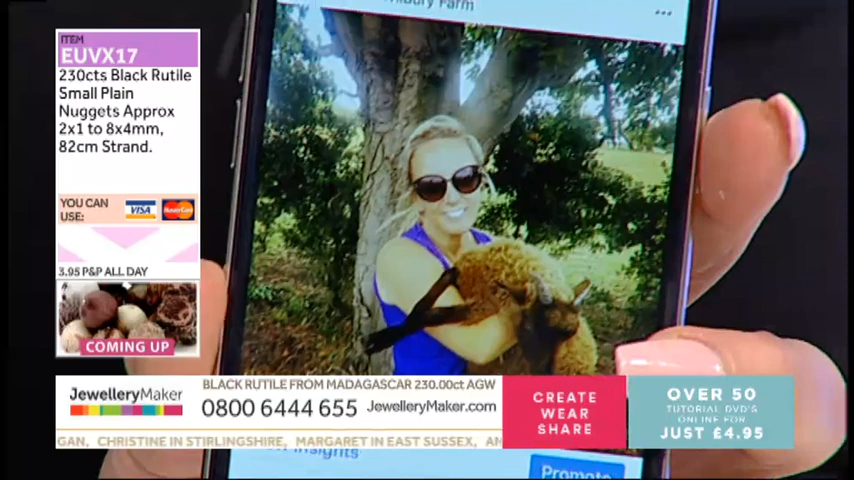 ITEM
EUVX17
230cts Black Rutile
Small Plain
Nuggets Approx
2x1 to 8x4mm,
82cm Strand.
YOU CAN
USE:
VISA
MasterCard
3.95 P&P ALL DAY
COMING UP
Farm
JewelleryMaker
BLACK RUTILE FROM MADAGASCAR 230.00ct AGW
0800 6444 655 JewelleryMaker.com
GAN, CHRISTINE IN STIRLINGSHIRE, MARGARET IN EAST SUSSEX, AN
CREATE
WEAR
SHARE
OVER 50
TUTORIAL DVD'S
ONLINE FOR
JUST £4.95
Insights
Promote